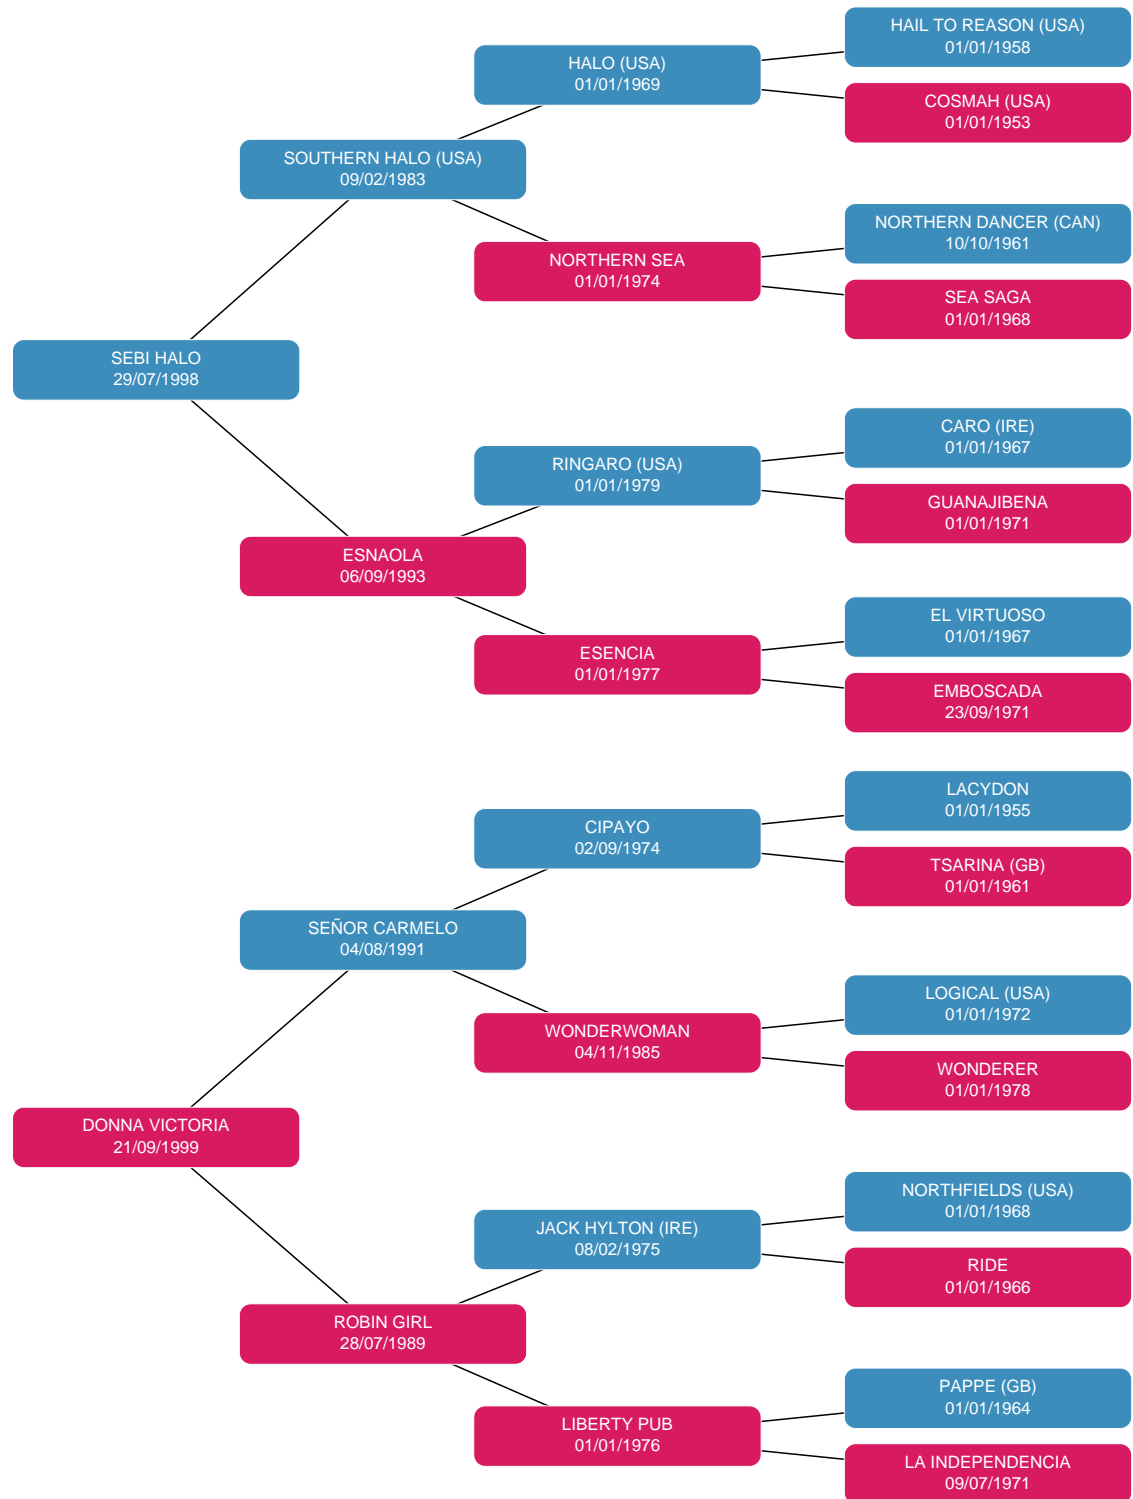 HAIL TO REASON (USA)
01/01/1958
HALO (USA)
01/01/1969
COSMAH (USA)
01/01/1953
SOUTHERN HALO (USA)
09/02/1983
NORTHERN DANCER (CAN)
10/10/1961
NORTHERN SEA
01/01/1974
SEA SAGA
01/01/1968
SEBI HALO
29/07/1998
CARO (IRE)
01/01/1967
RINGARO (USA)
01/01/1979
GUANAJIBENA
01/01/1971
ESNAOLA
06/09/1993
EL VIRTUOSO
01/01/1967
ESENCIA
01/01/1977
EMBOSCADA
23/09/1971
LACYDON
01/01/1955
CIPAYO
02/09/1974
TSARINA (GB)
01/01/1961
SEÑOR CARMELO
04/08/1991
LOGICAL (USA)
01/01/1972
WONDERWOMAN
04/11/1985
WONDERER
01/01/1978
DONNA VICTORIA
21/09/1999
NORTHFIELDS (USA)
01/01/1968
JACK HYLTON (IRE)
08/02/1975
RIDE
01/01/1966
ROBIN GIRL
28/07/1989
PAPPE (GB)
01/01/1964
LIBERTY PUB
01/01/1976
LA INDEPENDENCIA
09/07/1971